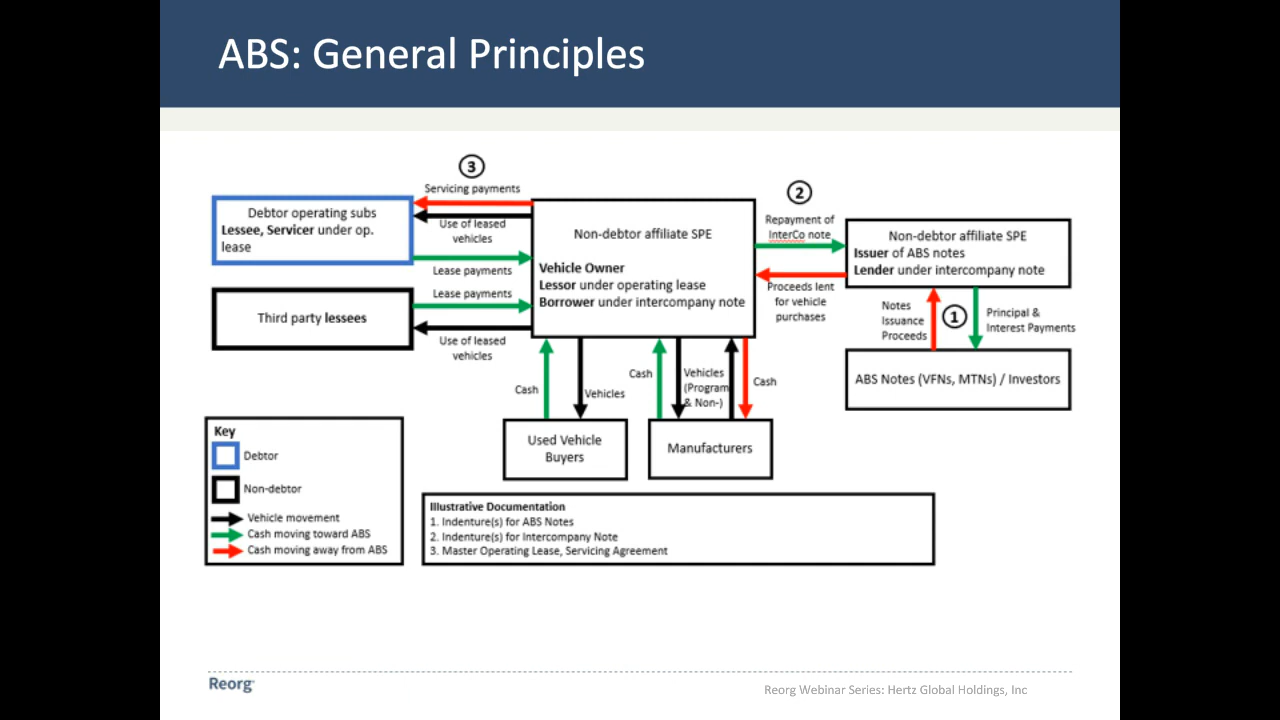 ABS: General Principles
3
Servicing payments
Use of leased
vehicles
Lease payments
Lease payments
Use of leased
vehicles
Debtor operating subs
Lessee, Servicer under op.
lease
Third party lessees
Non-debtor affiliate SPE
Vehicle Owner
Lessor under operating lease
Borrower under intercompany note
2
Repayment of
InterCo note
Proceeds lent
for vehicle
purchases
Non-debtor affiliate SPE
Issuer of ABS notes
Lender under intercompany note
Notes
Issuance
Proceeds
1
Principal &
Interest Payments
ABS Notes (VFNs, MTNs) / Investors
Cash
Vehicles
Cash
Vehicles
(Program
& Non-)
Cash
Used Vehicle
Buyers
Manufacturers
Key
Debtor
Non-debtor
Vehicle movement
Cash moving toward ABS
Cash moving away from ABS
Illustrative Documentation
1. Indenture(s) for ABS Notes
2. Indenture(s) for Intercompany Note
3. Master Operating Lease, Servicing Agreement
Reorg
Reorg Webinar Series: Hertz Global Holdings, Inc